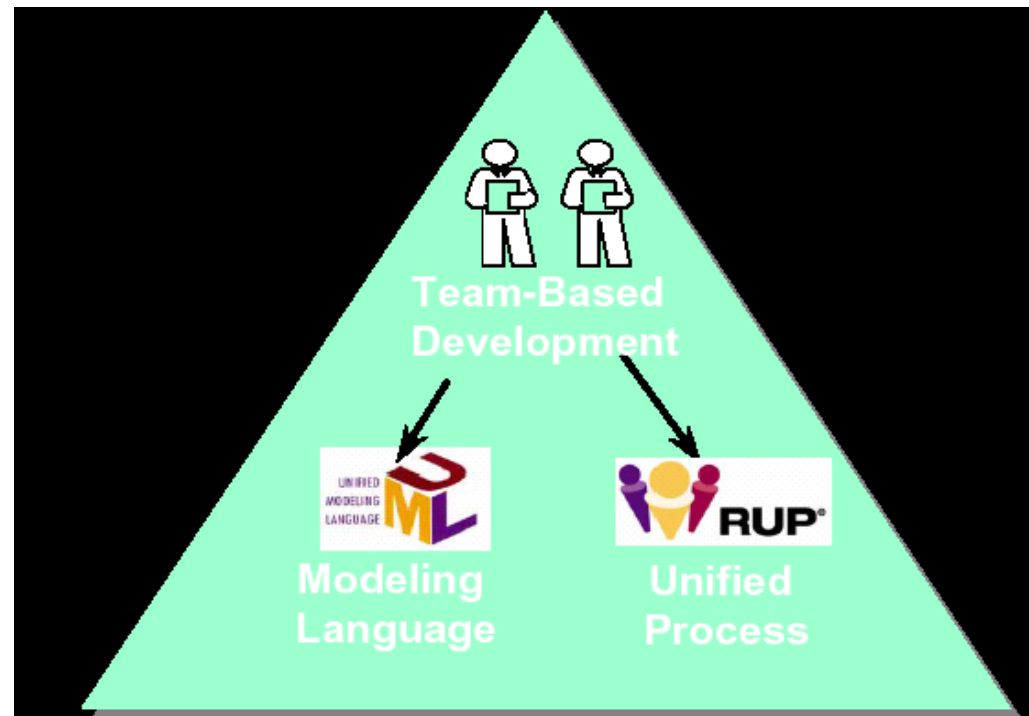 Team-Based
Development
UNIFIED
MODELING
LANGUAGE
UML
RUP®
Modeling
Language
Unified
Process